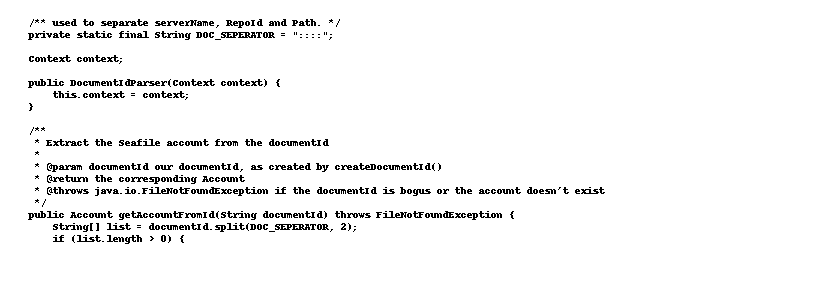 /** used to separate serverName, RepoId and Path. */
private static final String DOC_SEPERATOR = "::::";
Context context;
public DocumentIdParser(Context context) {
this.context = context;
}
/**
* Extract the Seafile account from the documentId
*
* @param documentId our documentId, as created by createDocumentId()
* @return the corresponding Account
* @throws java.io.FileNotFoundException if the documentId is bogus or the account doesn't exist
*/
public Account getAccountFromId(String documentId) throws FileNotFoundException {
String[] list = documentId.split(DOC_SEPERATOR, 2);
if (list.length > 0) {